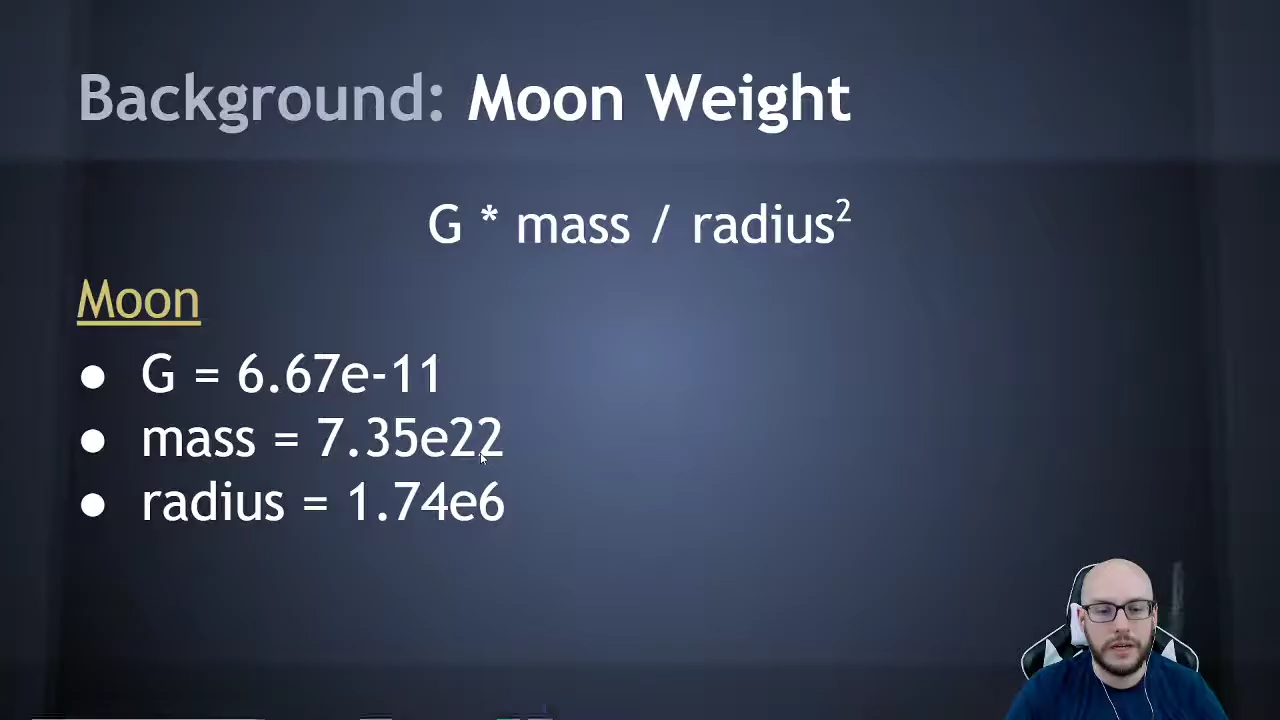 Background: Moon Weight
G * mass / radius²
Moon
● G = 6.67e-11
● mass = 7.35e22
● radius = 1.74e6